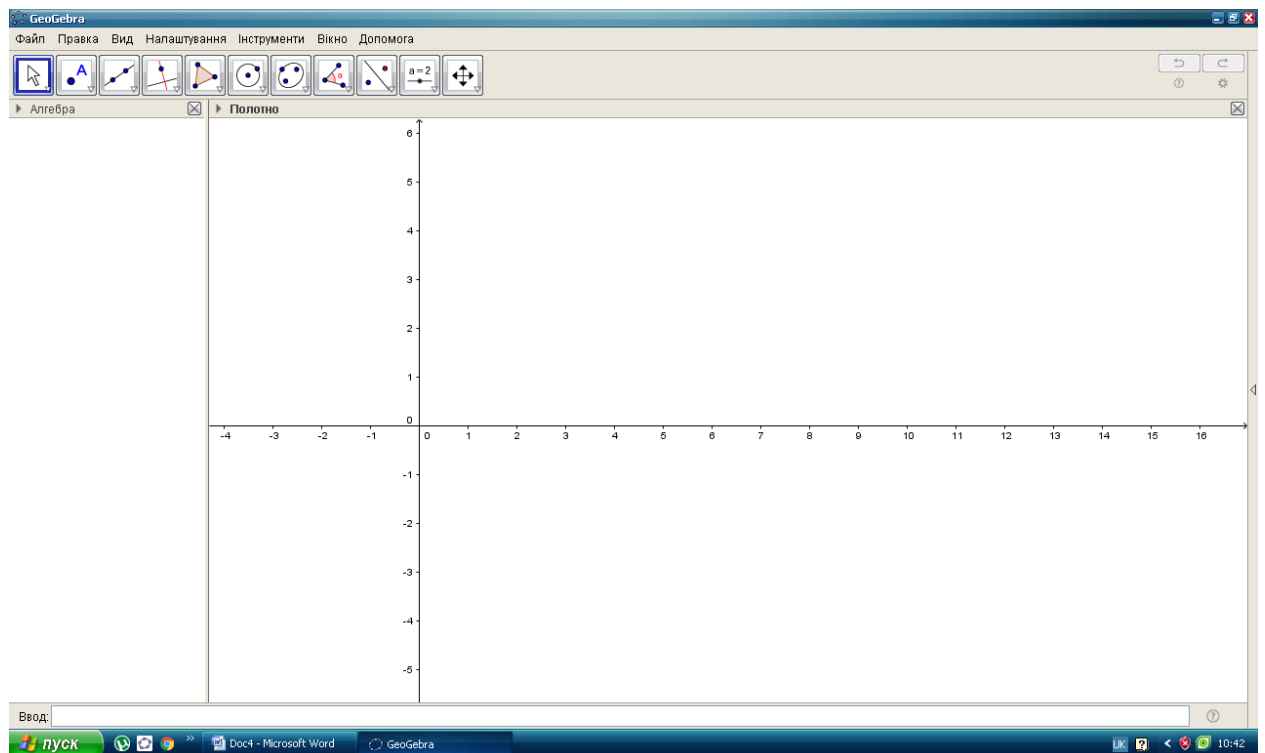 GeoGebra
Файл Правка Вид Налаштування Інструменти Вікно Допомога
A α a = 2
Алгебра Полотно
6
5
4
3
2
1
0
-4 -3 -2 -1 0 1 2 3 4 5 6 7 8 9 10 11 12 13 14 15 16
-1
-2
-3
-4
-5
Ввод:
пуск Doc4 - Microsoft Word GeoGebra UK 10:42